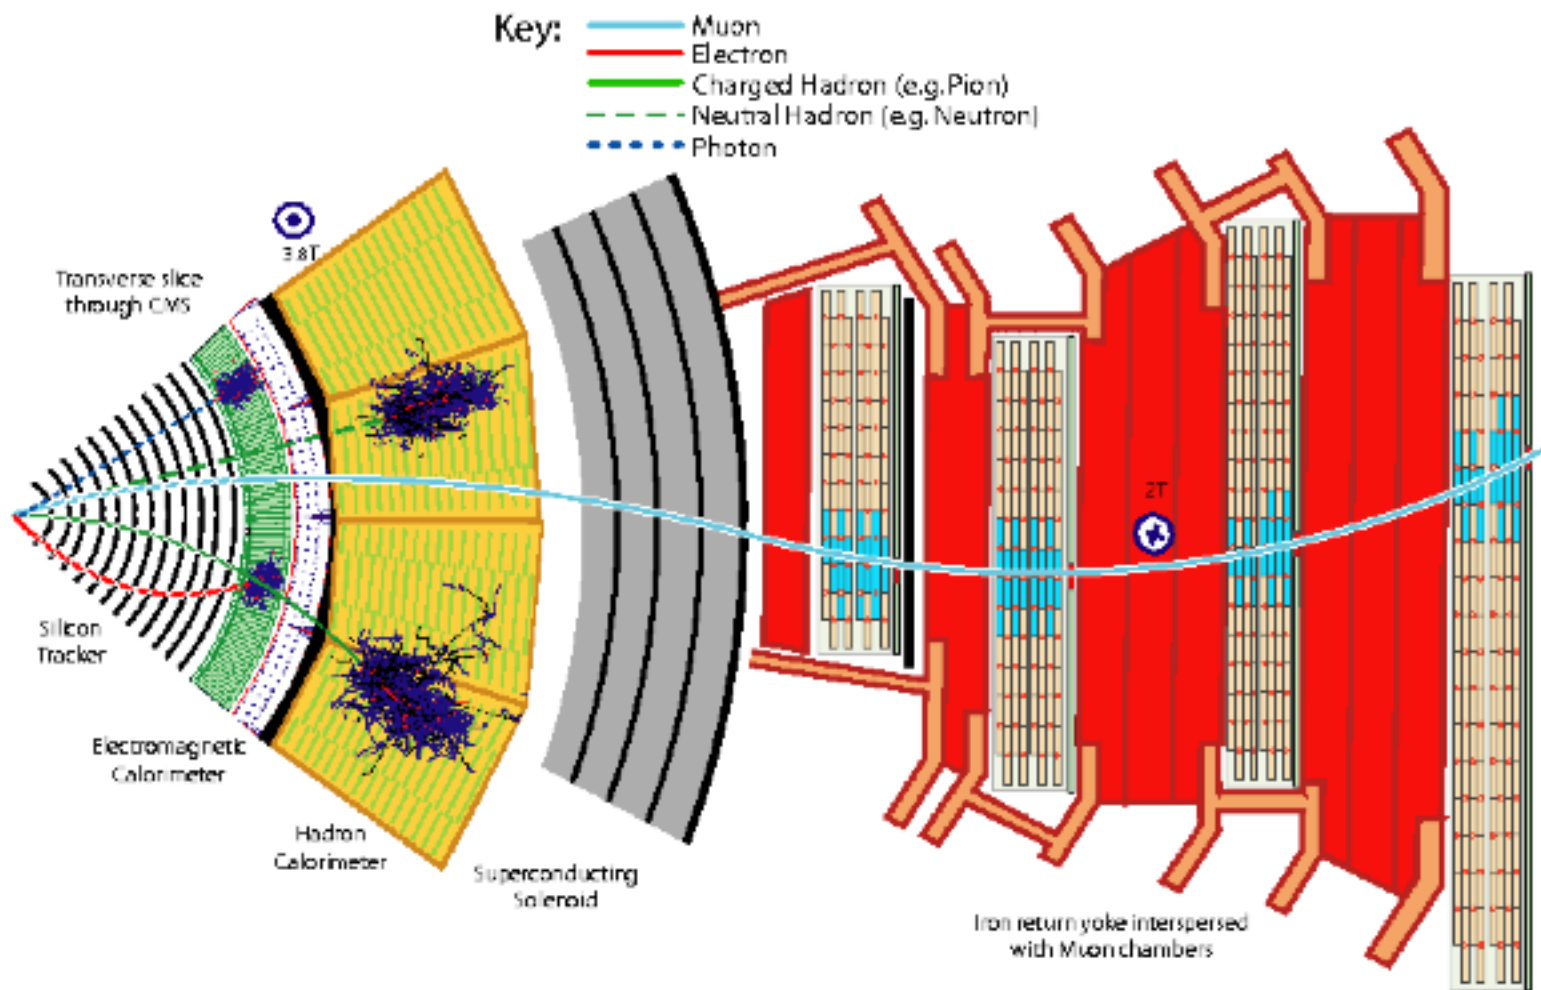 Key:
Muon
Electron
Charged Hadron (e.g. Pion)
Neutral Hadron (e.g. Neutron)
Photon
3.8T
Transverse slice
through CMS
2T
Silicon
Tracker
Electromagnetic
Calorimeter
Hadron
Calorimeter
Superconducting
Solenoid
Iron return yoke interspersed
with Muon chambers